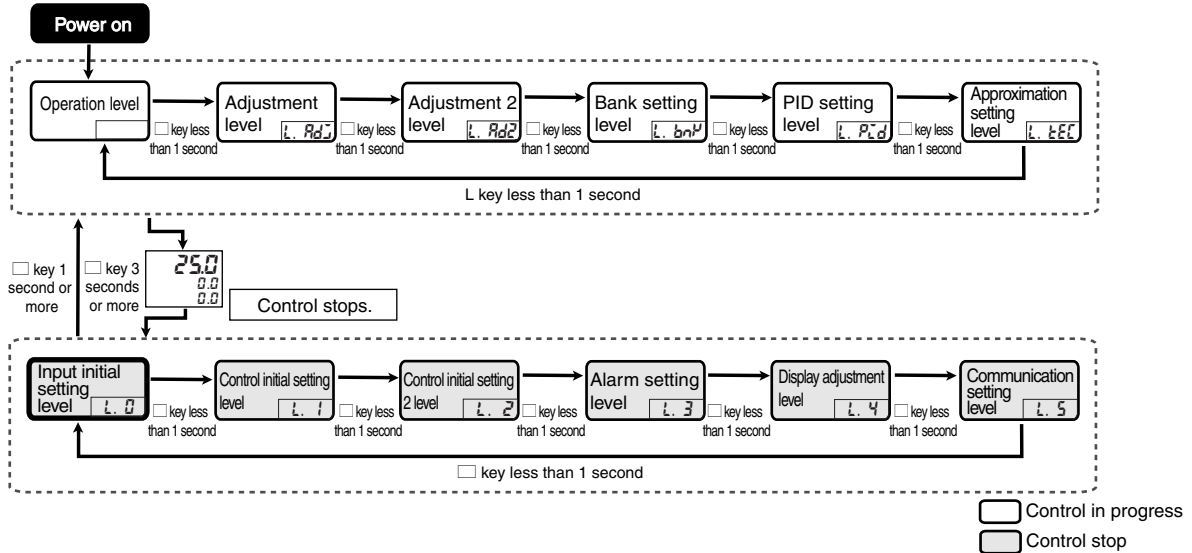 Power on
Operation level
Adjustment
level
L. AdJ
Adjustment 2
level
L. Ad2
Bank setting
level
L. bnK
PID setting
level
L. PId
Approximation
setting
level
L. tEC
□ key less
than 1 second
□ key less
than 1 second
□ key less
than 1 second
□ key less
than 1 second
□ key less
than 1 second
L key less than 1 second
□ key 1
second or
more
□ key 3
seconds
or more
25.0
0.0
0.0
Control stops.
Input initial
setting
level
L. 0
Control initial setting
level
L. 1
Control initial setting
2 level
L. 2
Alarm setting
level
L. 3
Display adjustment
level
L. 4
Communication
setting
level
L. 5
□ key less
than 1 second
□ key less
than 1 second
□ key less
than 1 second
□ key less
than 1 second
□ key less
than 1 second
□ key less than 1 second
Control in progress
Control stop